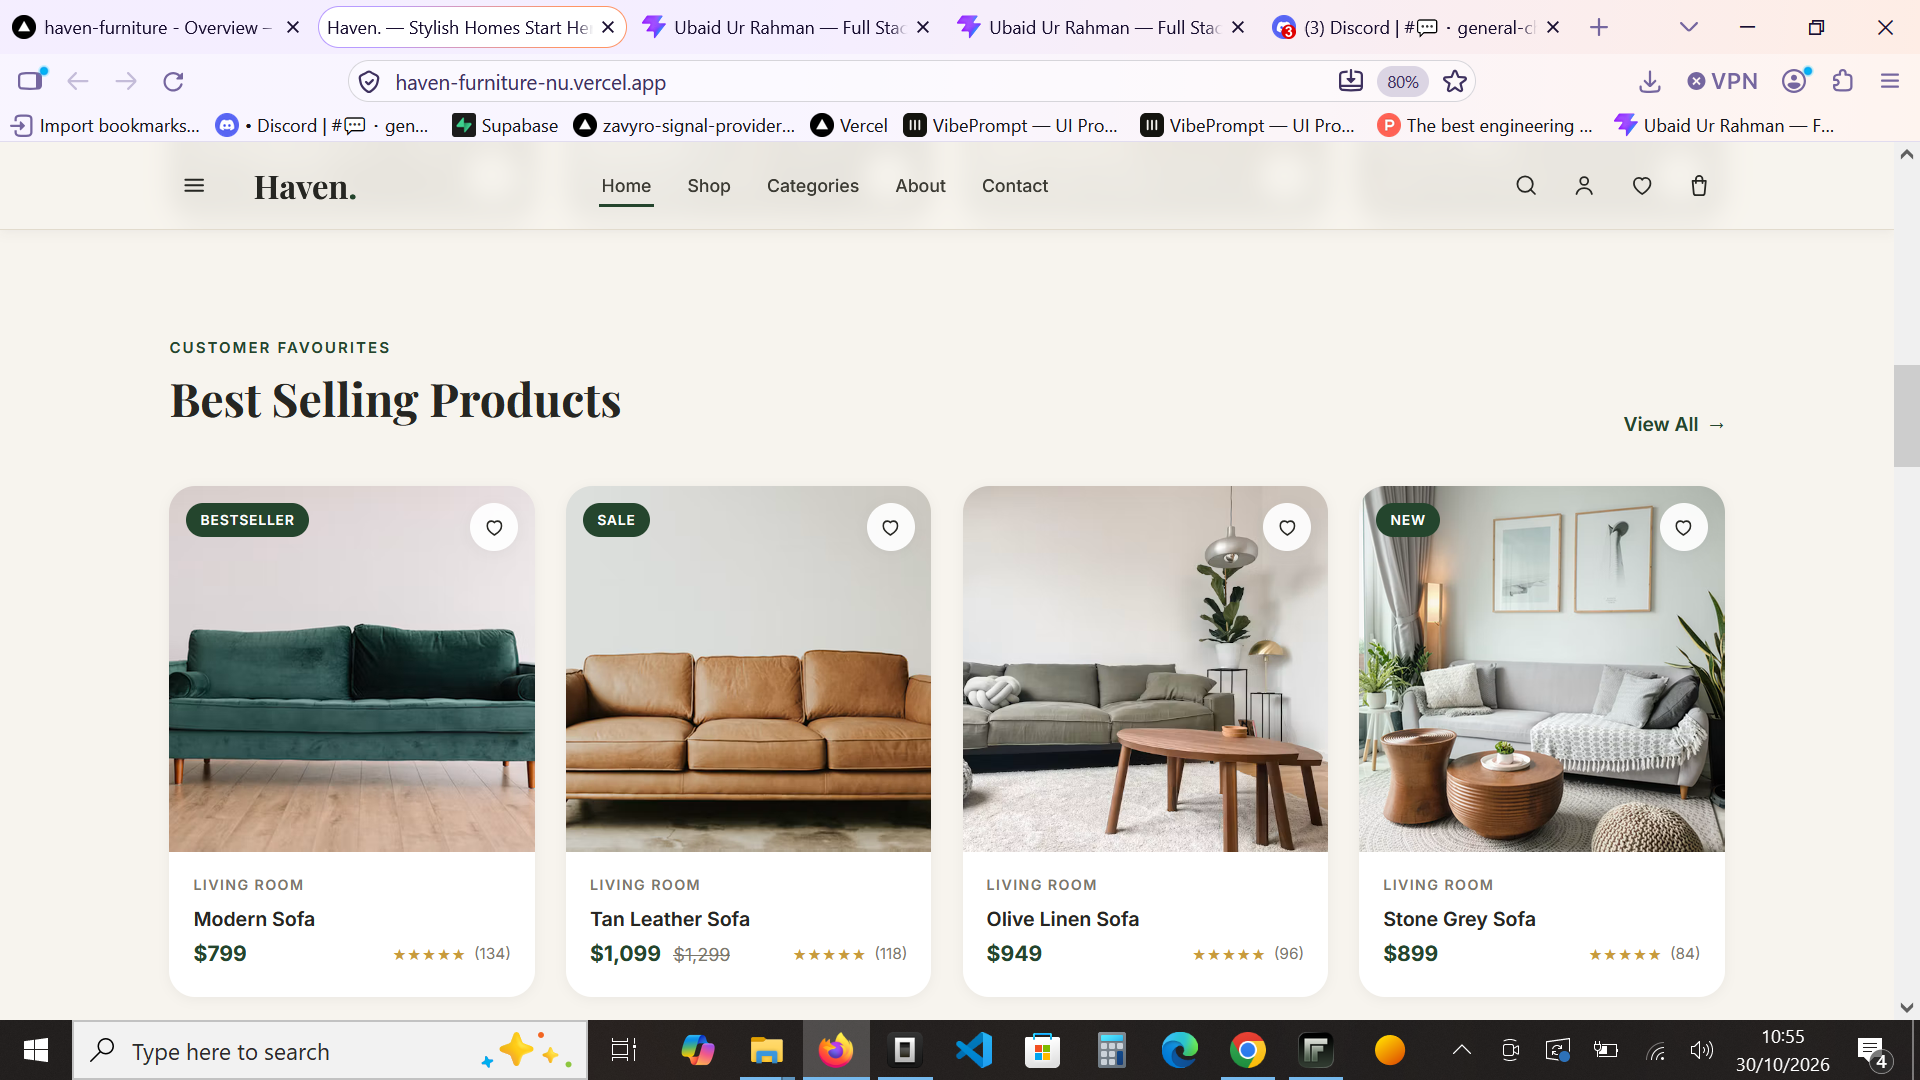 haven-furniture - Overview –
Haven. — Stylish Homes Start He
Ubaid Ur Rahman — Full Stac
Ubaid Ur Rahman — Full Stac
(3) Discord | #💬 · general-c
3
haven-furniture-nu.vercel.app
80%
VPN
Import bookmarks...
• Discord | #💬 · gen...
Supabase
zavyro-signal-provider...
Vercel
VibePrompt — UI Pro...
VibePrompt — UI Pro...
The best engineering ...
Ubaid Ur Rahman — F...
Haven.
Home
Shop
Categories
About
Contact
CUSTOMER FAVOURITES
Best Selling Products
View All →
BESTSELLER
SALE
NEW
LIVING ROOM
Modern Sofa
$799
★★★★★ (134)
LIVING ROOM
Tan Leather Sofa
$1,099 $1,299
★★★★★ (118)
LIVING ROOM
Olive Linen Sofa
$949
★★★★★ (96)
LIVING ROOM
Stone Grey Sofa
$899
★★★★★ (84)
Type here to search
10:55
30/10/2026
4